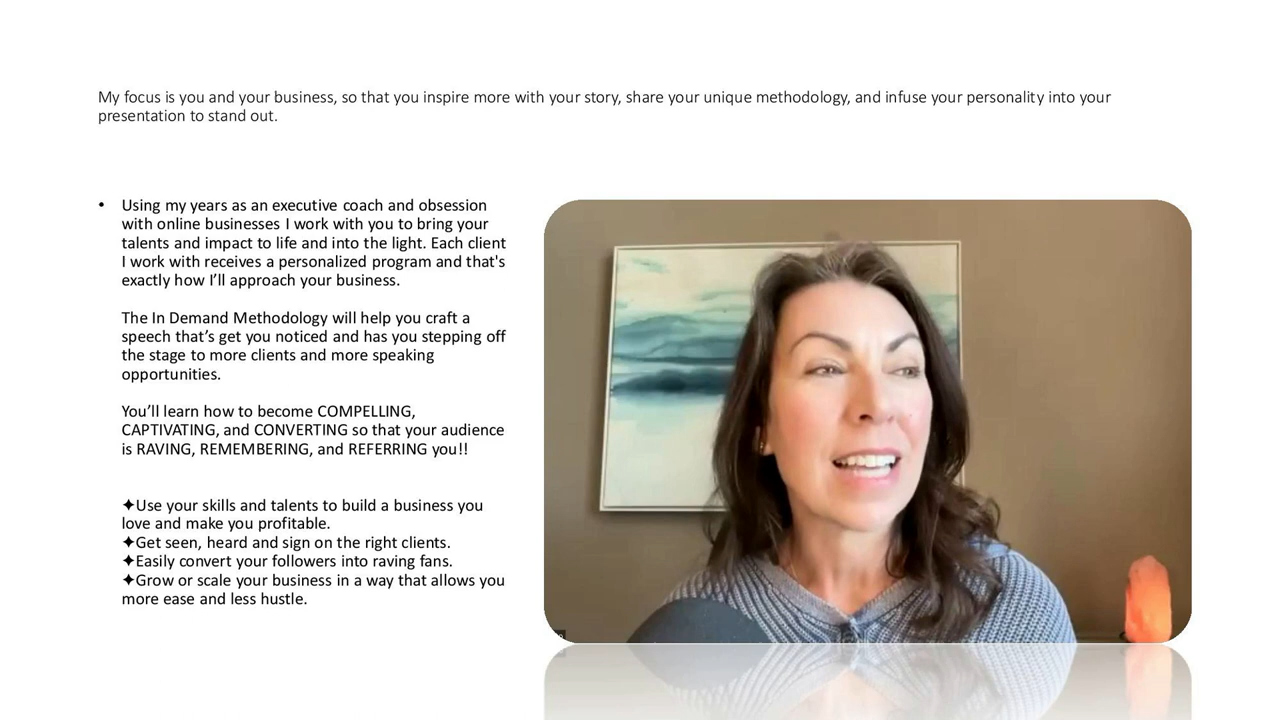 My focus is you and your business, so that you inspire more with your story, share your unique methodology, and infuse your personality into your
presentation to stand out.
• Using my years as an executive coach and obsession
with online businesses I work with you to bring your
talents and impact to life and into the light. Each client
I work with receives a personalized program and that's
exactly how I’ll approach your business.
The In Demand Methodology will help you craft a
speech that’s get you noticed and has you stepping off
the stage to more clients and more speaking
opportunities.
You’ll learn how to become COMPELLING,
CAPTIVATING, and CONVERTING so that your audience
is RAVING, REMEMBERING, and REFERRING you!!
✦Use your skills and talents to build a business you
love and make you profitable.
✦Get seen, heard and sign on the right clients.
✦Easily convert your followers into raving fans.
✦Grow or scale your business in a way that allows you
more ease and less hustle.